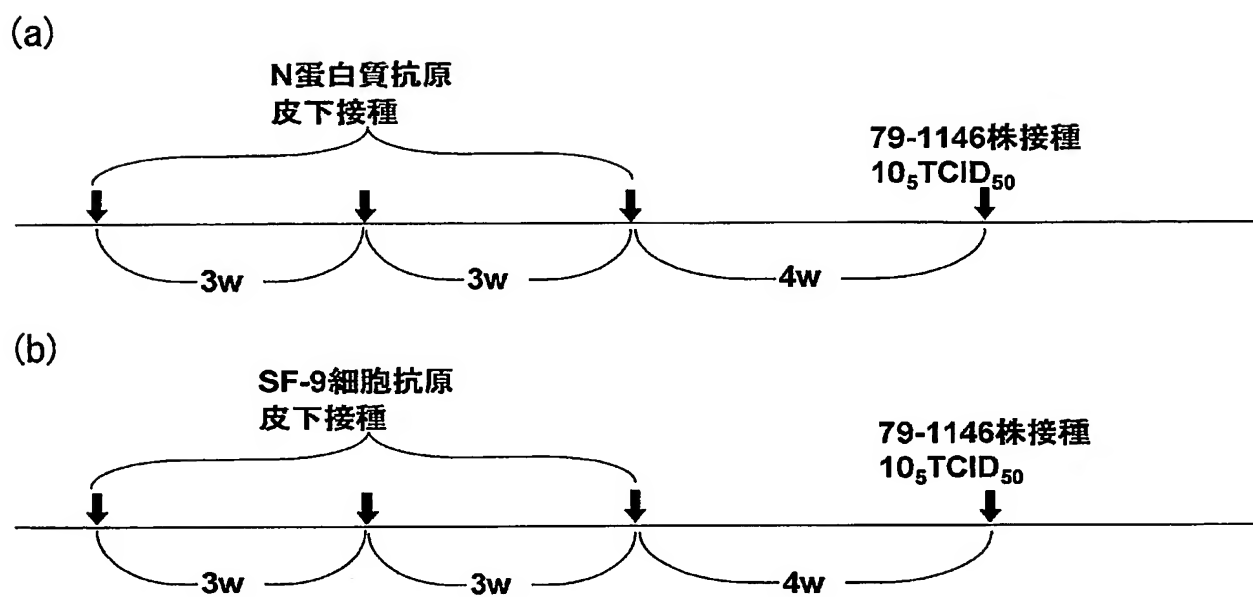 (a)
N蛋白質抗原
皮下接種
79-1146株接種
10₅TCID₅₀
3w
3w
4w
(b)
SF-9細胞抗原
皮下接種
79-1146株接種
10₅TCID₅₀
3w
3w
4w